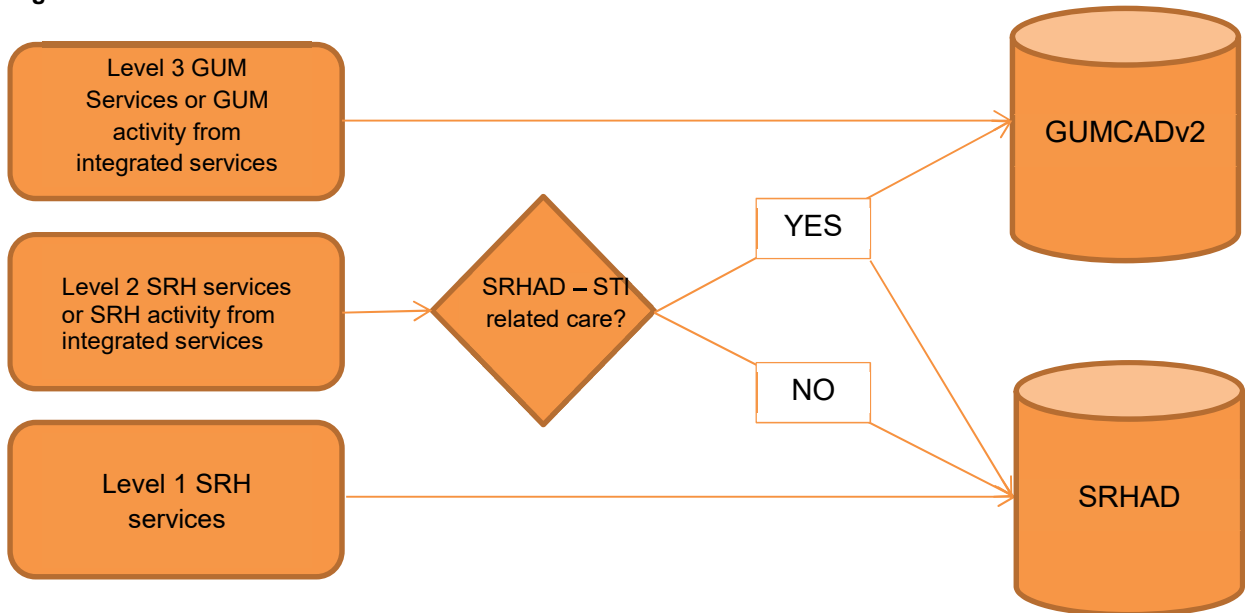 Level 3 GUM
Services or GUM
activity from
integrated services
GUMCADv2
YES
Level 2 SRH services
or SRH activity from
integrated services
SRHAD – STI
related care?
NO
Level 1 SRH
services
SRHAD